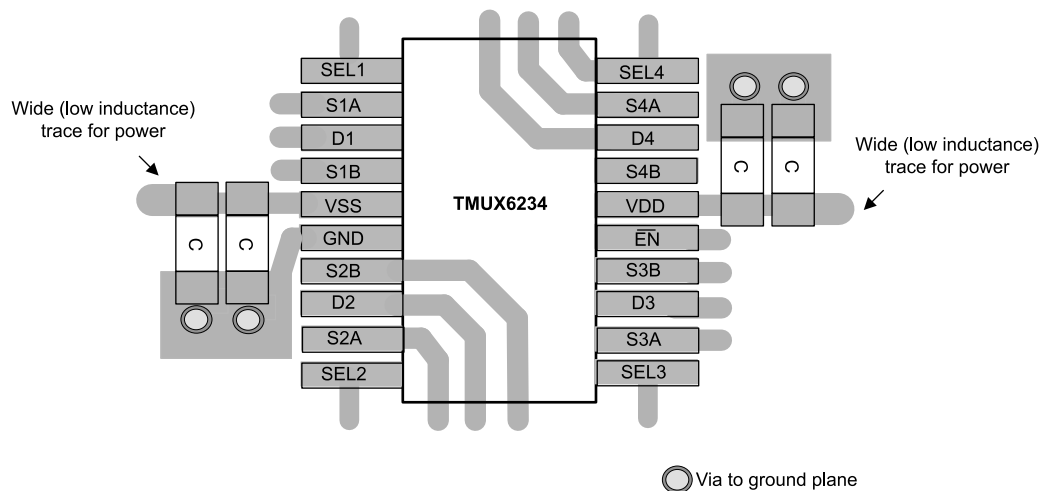 SEL1
SEL4
Wide (low inductance)
trace for power
S1A
S4A
D1
D4
Wide (low inductance)
trace for power
S1B
S4B
C
C
VSS
TMUX6234
VDD
GND
EN
C
C
S2B
S3B
D2
D3
S2A
S3A
SEL2
SEL3
Via to ground plane